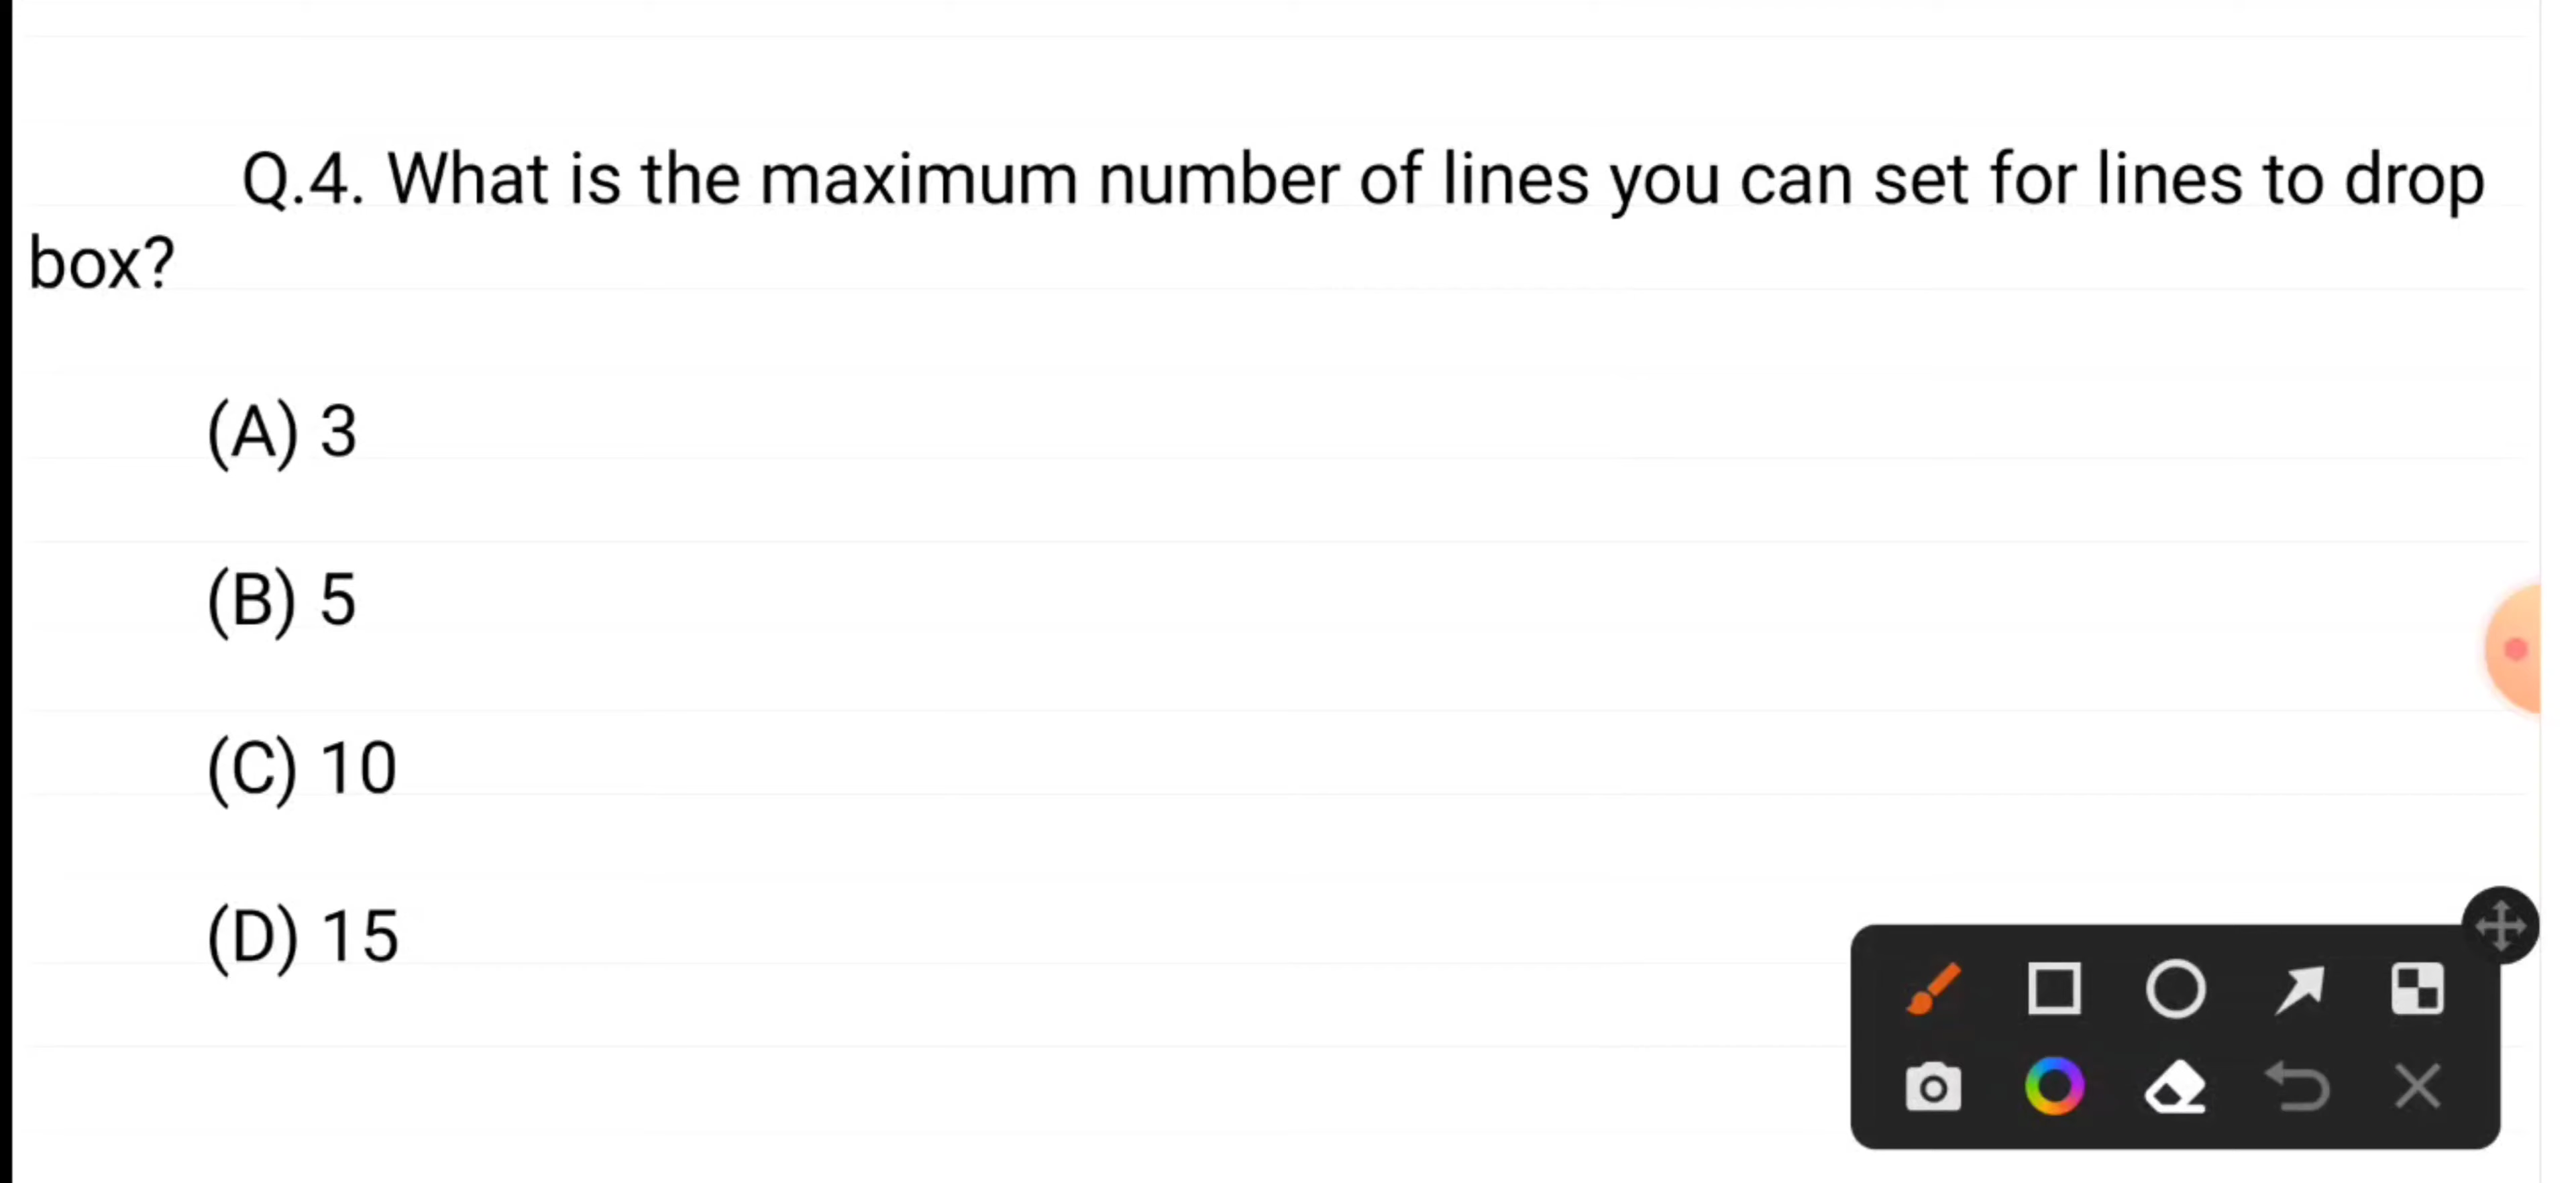 Q.4. What is the maximum number of lines you can set for lines to drop
box?
(A) 3
(B) 5
(C) 10
(D) 15